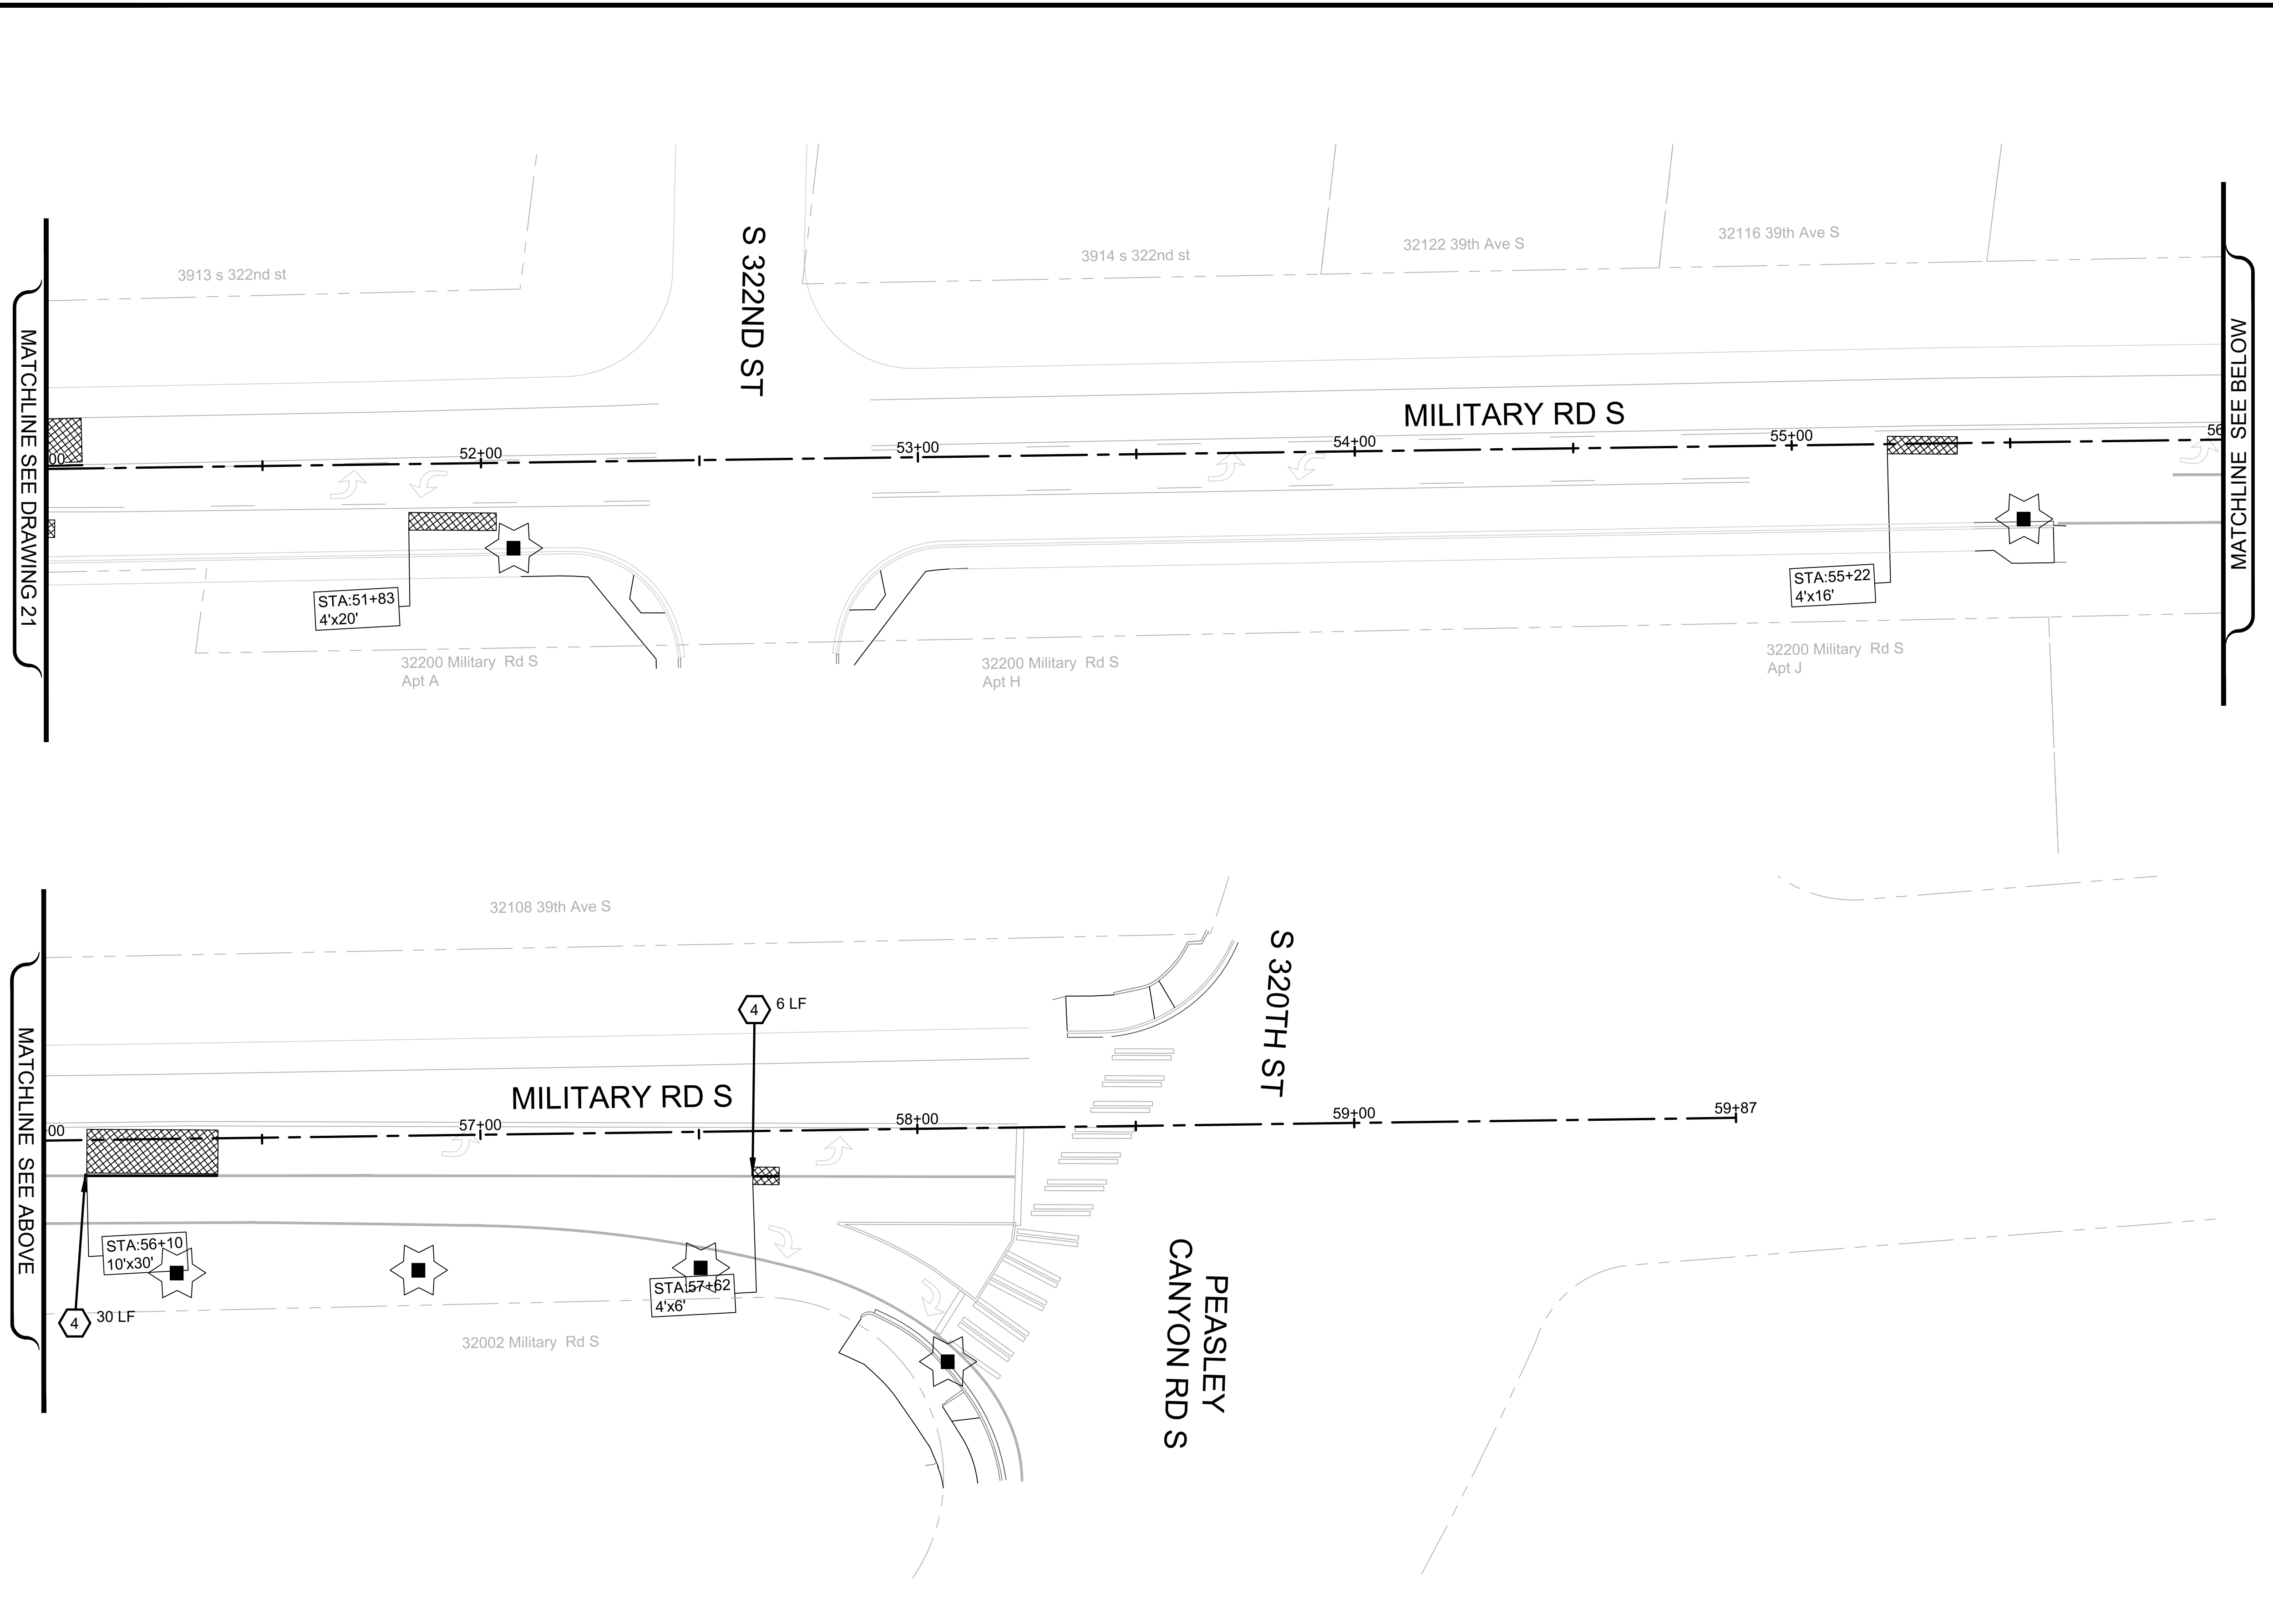 S 322ND ST
3913 s 322nd st
3914 s 322nd st
32122 39th Ave S
32116 39th Ave S
MATCHLINE SEE DRAWING 21
MATCHLINE  SEE BELOW
MILITARY RD S
00
52+00
53+00
54+00
55+00
56
STA:51+83
4'x20'
STA:55+22
4'x16'
32200 Military  Rd S
Apt A
32200 Military  Rd S
Apt H
32200 Military  Rd S
Apt J
32108 39th Ave S
S 320TH ST
4
6 LF
MATCHLINE  SEE ABOVE
MILITARY RD S
00
57+00
58+00
59+00
59+87
STA:56+10
10'x30'
STA:57+62
4'x6'
4
30 LF
32002 Military  Rd S
PEASLEY
CANYON RD S